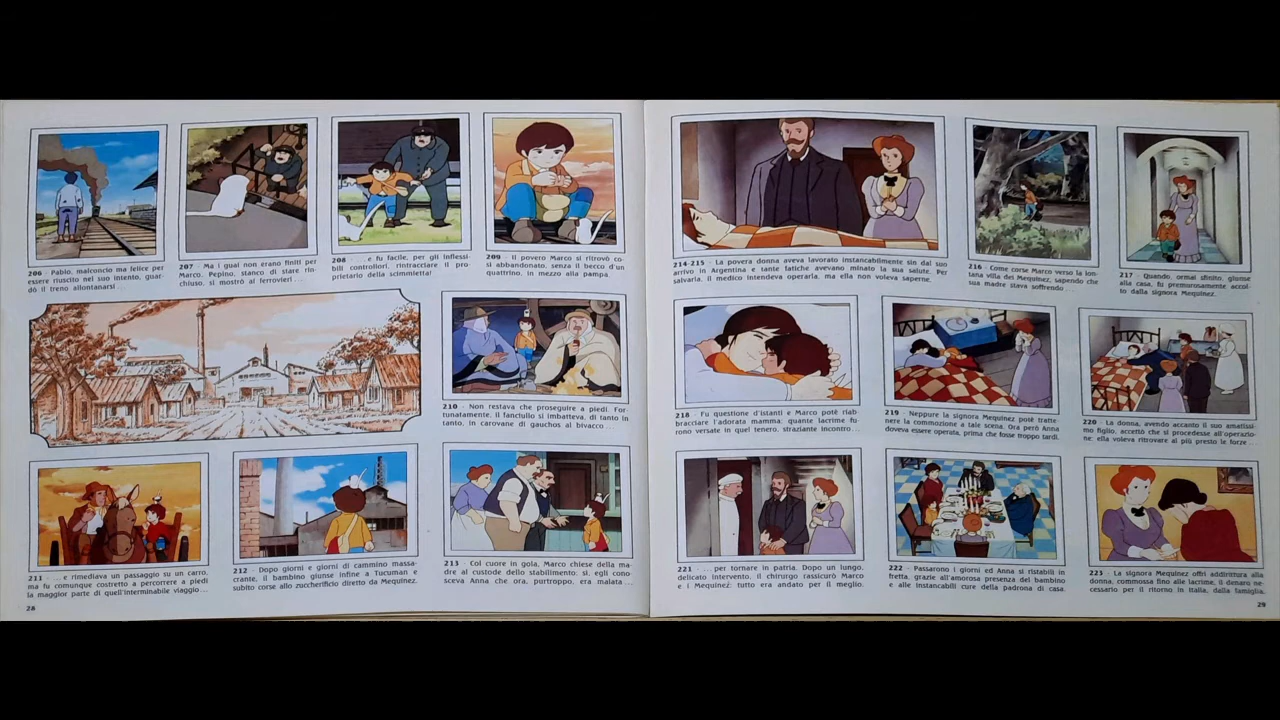 206 - Pablo, malconcio ma felice per
essere riuscito nel suo intento, guar-
dò il treno allontanarsi ...
207 - Ma i guai non erano finiti per
Marco. Pepino, stanco di stare rin-
chiuso, si mostrò ai ferrovieri ...
208 - ... e fu facile, per gli inflessi-
bili controllori, rintracciare il pro-
prietario della scimmietta!
209 - Il povero Marco si ritrovò co-
sì abbandonato, senza il becco d'un
quattrino, in mezzo alla pampa.
210 - Non restava che proseguire a piedi. For-
tunatamente, il fanciullo si imbatteva, di tanto in
tanto, in carovane di gauchos al bivacco ...
211 - ... e rimediava un passaggio su un carro,
ma fu comunque costretto a percorrere a piedi
la maggior parte di quell'interminabile viaggio ...
212 - Dopo giorni e giorni di cammino massa-
crante, il bambino giunse infine a Tucuman e
subito corse allo zuccherificio diretto da Mequinez.
213 - Col cuore in gola, Marco chiese della ma-
dre al custode dello stabilimento: sì, egli cono-
sceva Anna che ora, purtroppo, era malata ...
28
214-215 - La povera donna aveva lavorato instancabilmente sin dal suo
arrivo in Argentina e tante fatiche avevano minato la sua salute. Per
salvarla, il medico intendeva operarla, ma ella non voleva saperne.
216 - Come corse Marco verso la lon-
tana villa dei Mequinez, sapendo che
sua madre stava soffrendo ...
217 - Quando, ormai sfinito, giunse
alla casa, fu premurosamente accol-
to dalla signora Mequinez.
218 - Fu questione d'istanti e Marco potè riab-
bracciare l'adorata mamma: quante lacrime fu-
rono versate in quel tenero, straziante incontro ...
219 - Neppure la signora Mequinez potè tratte-
nere la commozione a tale scena. Ora però Anna
doveva essere operata, prima che fosse troppo tardi.
220 - La donna, avendo accanto il suo amatissi-
mo figlio, accettò che si procedesse all'operazio-
ne: ella voleva ritrovare al più presto le forze ...
221 - ... per tornare in patria. Dopo un lungo,
delicato intervento, il chirurgo rassicurò Marco
e i Mequinez: tutto era andato per il meglio.
222 - Passarono i giorni ed Anna si ristabilì in
fretta, grazie all'amorosa presenza del bambino
e alle instancabili cure della padrona di casa.
223 - La signora Mequinez offrì addirittura alla
donna, commossa fino alle lacrime, il denaro ne-
cessario per il ritorno in Italia, dalla famiglia.
29